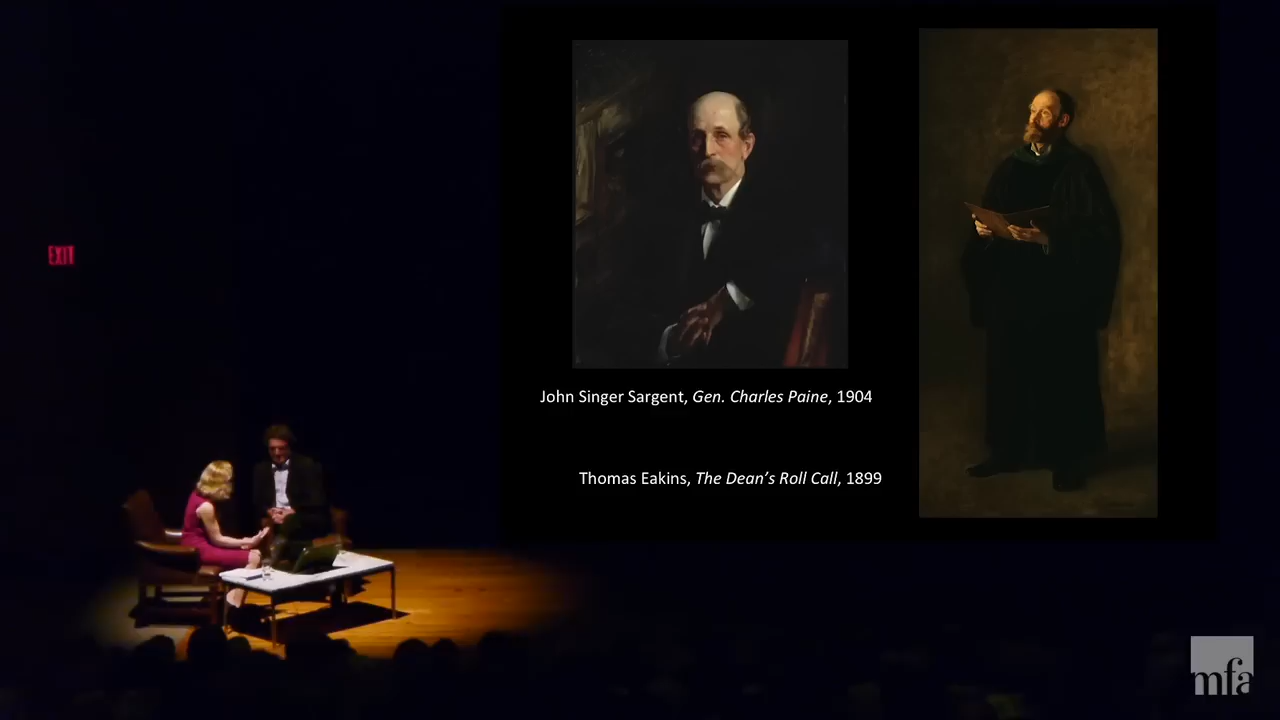 EXIT
John Singer Sargent, Gen. Charles Paine, 1904
Thomas Eakins, The Dean's Roll Call, 1899
mfa